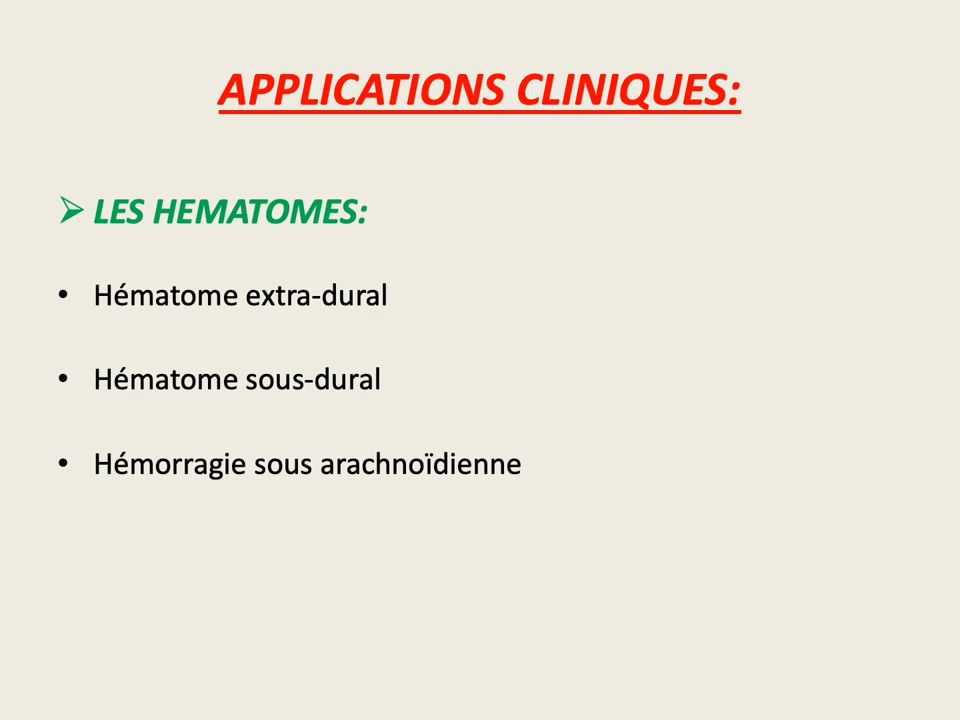 APPLICATIONS CLINIQUES:
➢ LES HEMATOMES:
• Hématome extra-dural
• Hématome sous-dural
• Hémorragie sous arachnoïdienne